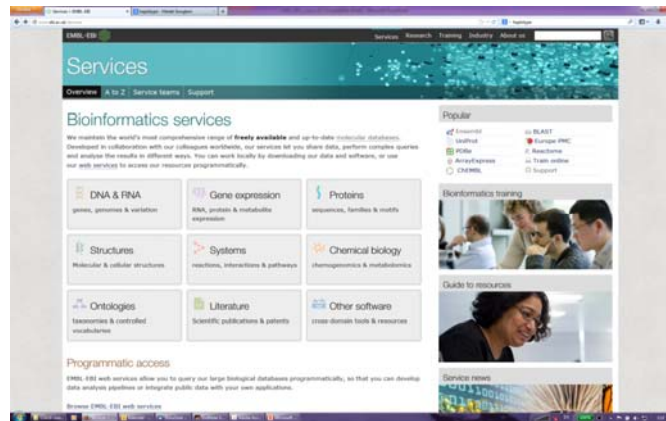 EMBL-EBI
Services Research Training Industry About us
Services
Overview A to Z Service teams Support
Bioinformatics services
We maintain the world's most comprehensive range of freely available and up-to-date molecular databases.
Developed in collaboration with our colleagues worldwide, our services let you share data, perform complex queries
and analyse the results in different ways. You can work locally by downloading our data and software, or use
our web services to access our resources programmatically.
DNA & RNA
genes, genomes & variation
Gene expression
RNA, protein & metabolite
expression
Proteins
sequences, families & motifs
Structures
Molecular & cellular structures
Systems
reactions, interactions & pathways
Chemical biology
chemogenomics & metabolomics
Ontologies
taxonomies & controlled
vocabularies
Literature
Scientific publications & patents
Other software
cross-domain tools & resources
Programmatic access
EMBL-EBI web services allow you to query our large biological databases programmatically, so that you can develop
data analysis pipelines or integrate public data with your own applications.
Browse EMBL-EBI web services
Popular
Ensembl
BLAST
UniProt
Europe PMC
PDBe
Reactome
ArrayExpress
Train online
ChEMBL
Support
Bioinformatics training
Guide to resources
Service news